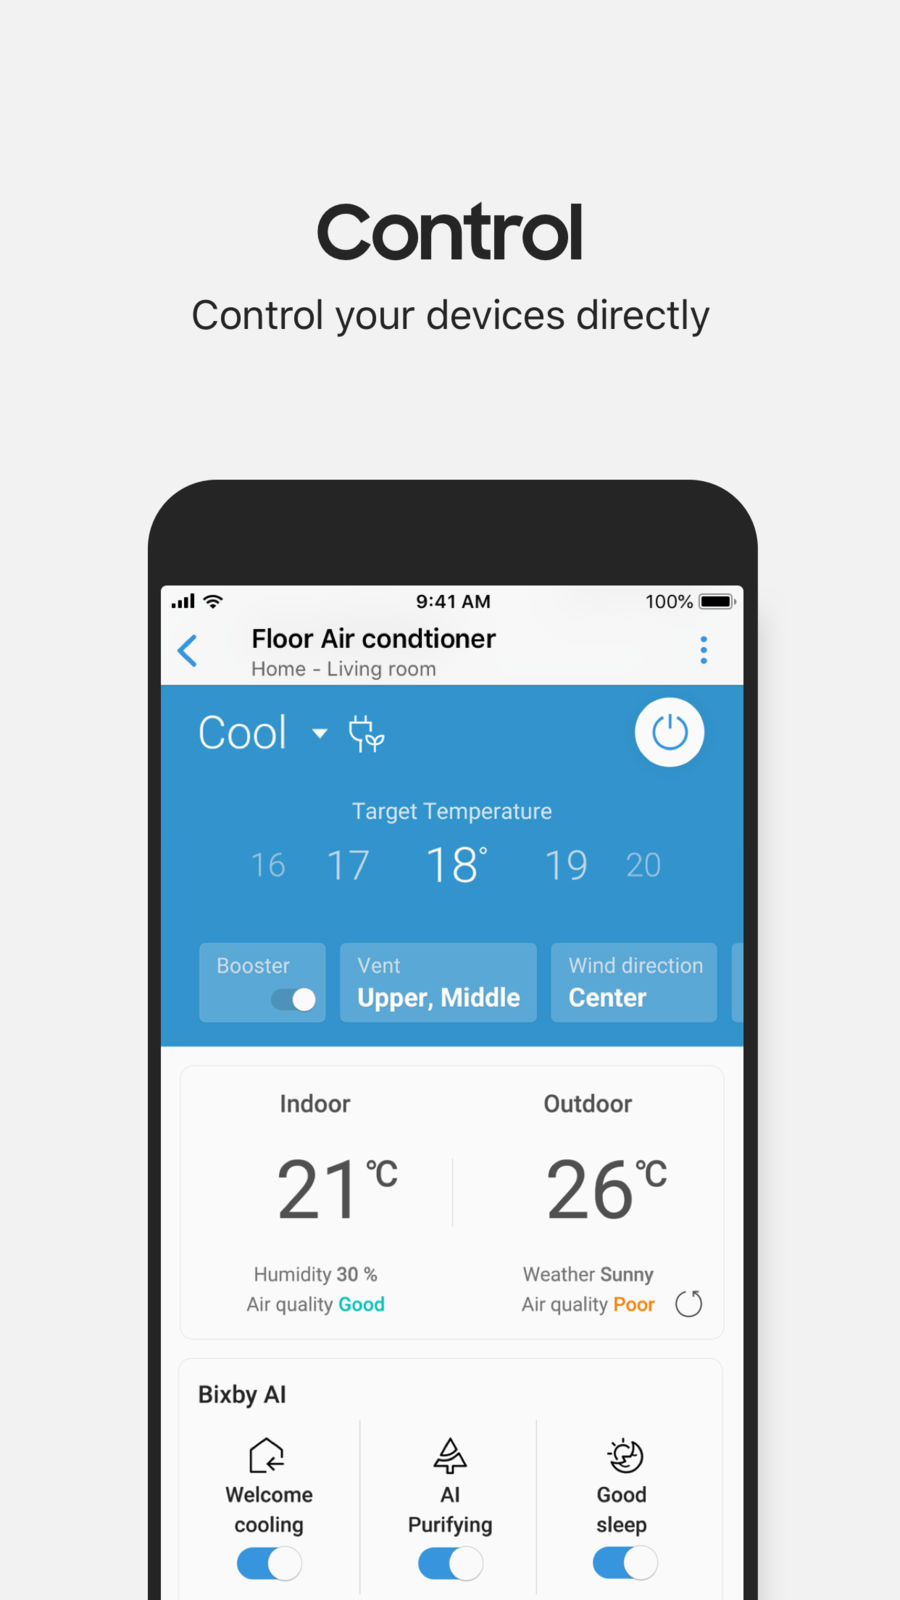 Control
Control your devices directly
9:41 AM
100%
Floor Air condtioner
Home - Living room
Cool
Target Temperature
16 17 18° 19 20
Booster
Vent
Upper, Middle
Wind direction
Center
Indoor
21℃
Humidity 30 %
Air quality Good
Outdoor
26℃
Weather Sunny
Air quality Poor
Bixby AI
Welcome
cooling
AI
Purifying
Good
sleep